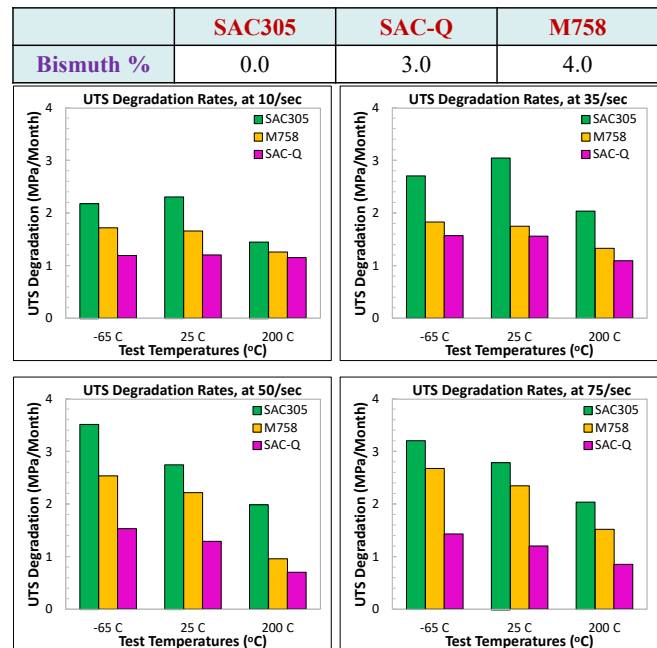 SAC305 SAC-Q M758
Bismuth % 0.0 3.0 4.0
UTS Degradation Rates, at 10/sec
UTS Degradation (MPa/Month)
4
3
2
1
0
SAC305
M758
SAC-Q
-65 C 25 C 200 C
Test Temperatures (ºC)
UTS Degradation Rates, at 35/sec
UTS Degradation (MPa/Month)
4
3
2
1
0
SAC305
M758
SAC-Q
-65 C 25 C 200 C
Test Temperatures (ºC)
UTS Degradation Rates, at 50/sec
UTS Degradation (MPa/Month)
4
3
2
1
0
SAC305
M758
SAC-Q
-65 C 25 C 200 C
Test Temperatures (ºC)
UTS Degradation Rates, at 75/sec
UTS Degradation (MPa/Month)
4
3
2
1
0
SAC305
M758
SAC-Q
-65 C 25 C 200 C
Test Temperatures (ºC)